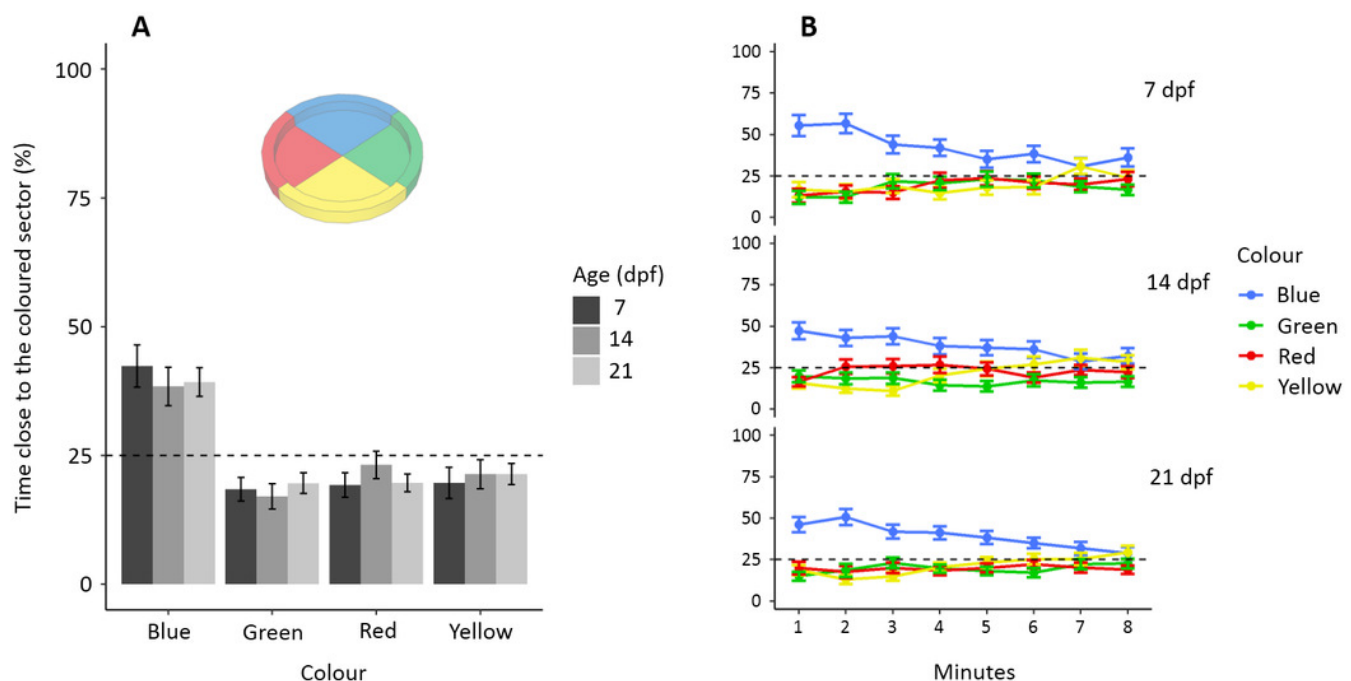 A
Time close to the coloured sector (%)
100
75
50
25
0
Blue Green Red Yellow
Colour
Age (dpf)
7
14
21
B
100
75
50
25
0
7 dpf
100
75
50
25
0
14 dpf
100
75
50
25
0
21 dpf
1 2 3 4 5 6 7 8
Minutes
Colour
Blue
Green
Red
Yellow